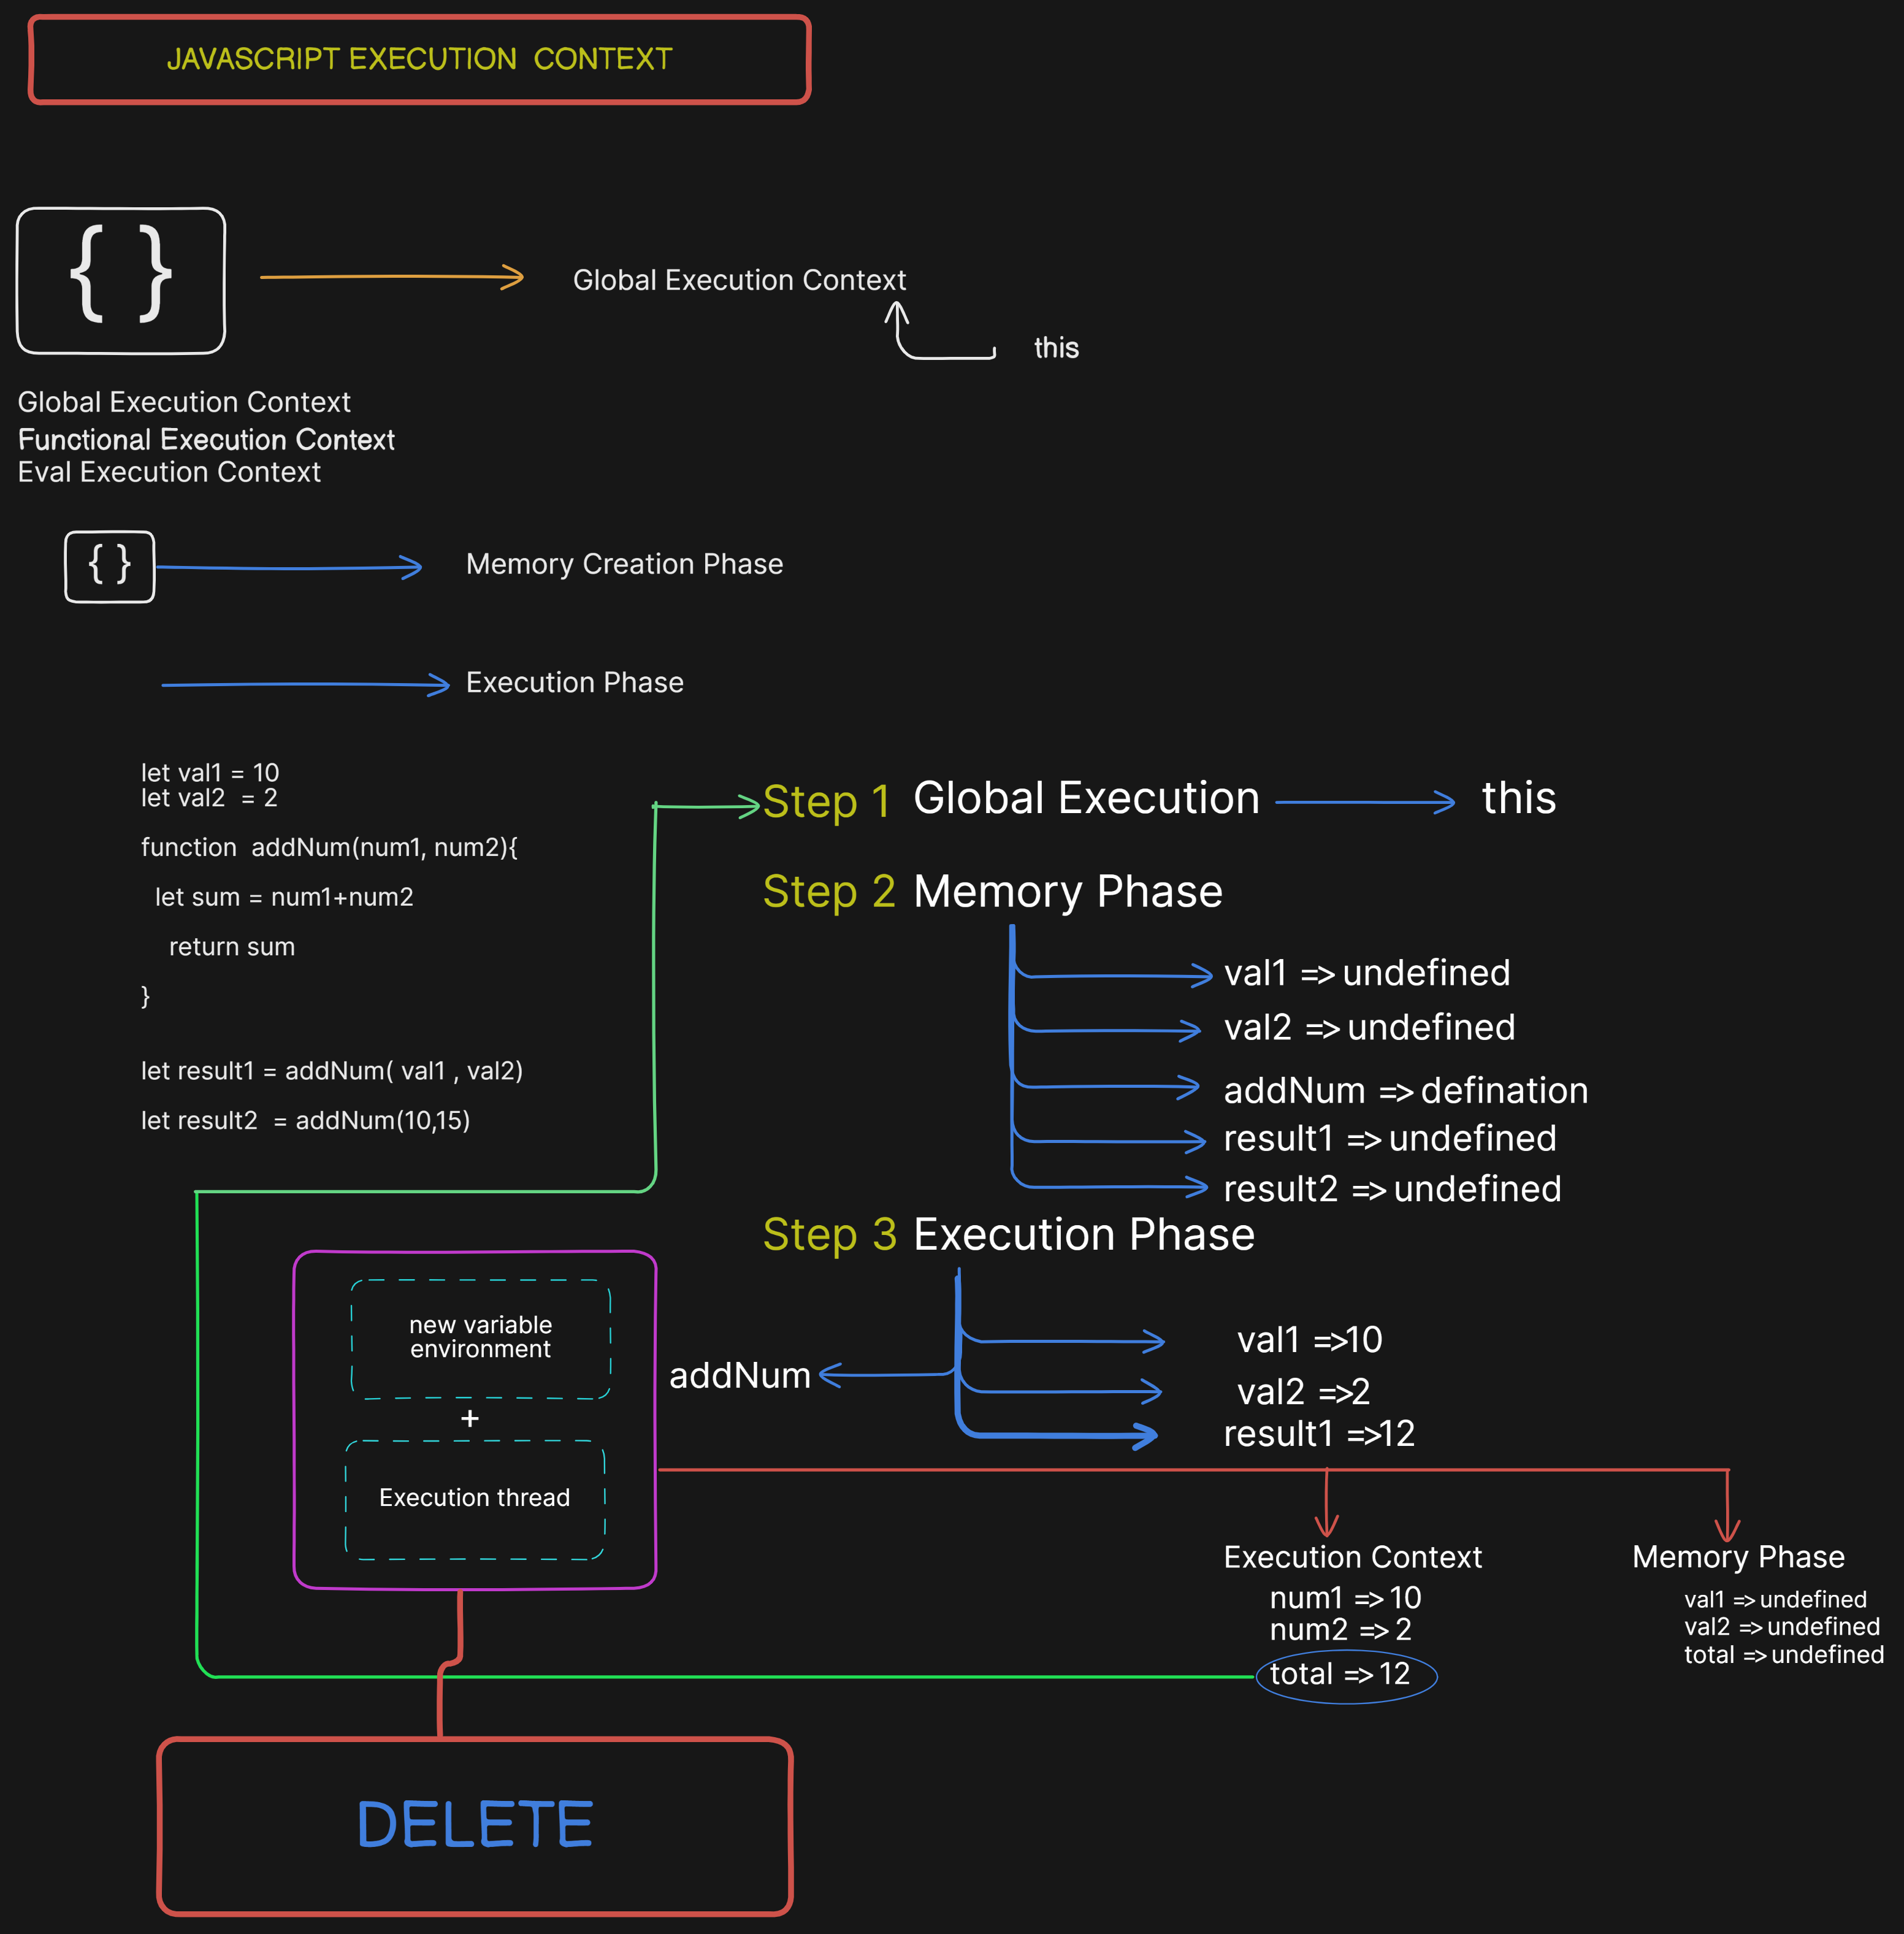 JAVASCRIPT EXECUTION CONTEXT
{ }
Global Execution Context
this
Global Execution Context
Functional Execution Context
Eval Execution Context
{ }
Memory Creation Phase
Execution Phase
let val1 = 10
let val2 = 2
function addNum(num1, num2){
let sum = num1+num2
return sum
}
let result1 = addNum( val1 , val2)
let result2 = addNum(10,15)
Step 1 Global Execution
this
Step 2 Memory Phase
val1 => undefined
val2 => undefined
addNum => defination
result1 => undefined
result2 => undefined
Step 3 Execution Phase
val1 =>10
val2 =>2
result1 =>12
addNum
new variable
environment
+
Execution thread
Execution Context
num1 => 10
num2 => 2
total => 12
Memory Phase
val1 => undefined
val2 => undefined
total => undefined
DELETE